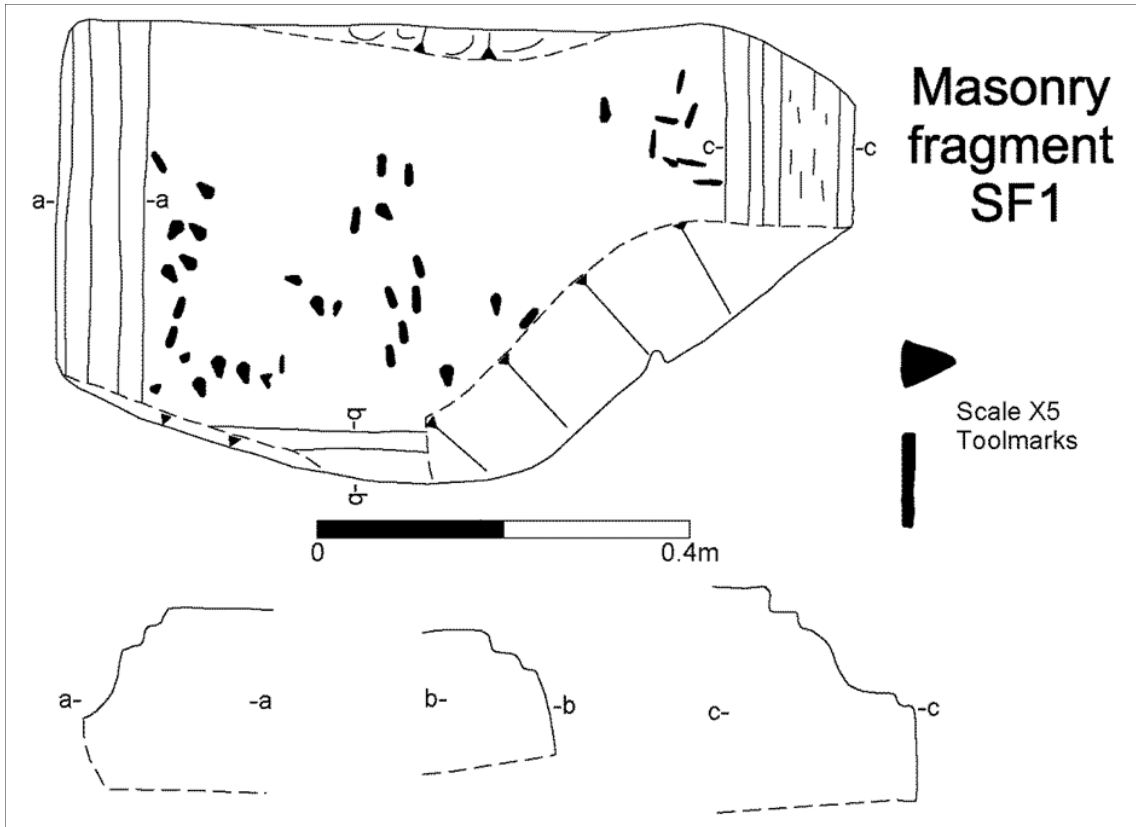 Masonry
fragment
SF1
a-
-a
c-
-c
b-
-b
Scale X5
Toolmarks
0
0.4m
a-
-a
b-
-b
c-
-c